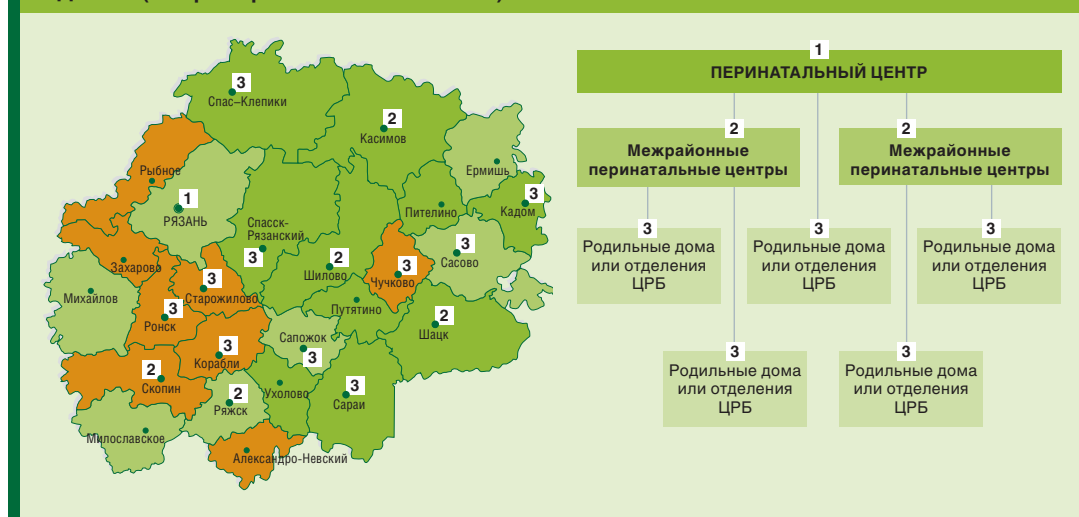 3
Спас–Клепики
2
Касимов
Ермишь
Рыбное
1
РЯЗАНЬ
3
Кадом
Пителино
Спасск-
Рязанский
3
3
Сасово
2
Шилово
3
Чучково
Захарово
3
Старожилово
Михайлов
3
Ронск
Путятино
2
Шацк
Сапожок
3
3
Корабли
2
Скопин
2
Ряжск
Ухолово
3
Сараи
Милославское
Александро-Невский
1
ПЕРИНАТАЛЬНЫЙ ЦЕНТР
2
Межрайонные
перинатальные центры
2
Межрайонные
перинатальные центры
3
Родильные дома
или отделения
ЦРБ
3
Родильные дома
или отделения
ЦРБ
3
Родильные дома
или отделения
ЦРБ
3
Родильные дома
или отделения
ЦРБ
3
Родильные дома
или отделения
ЦРБ